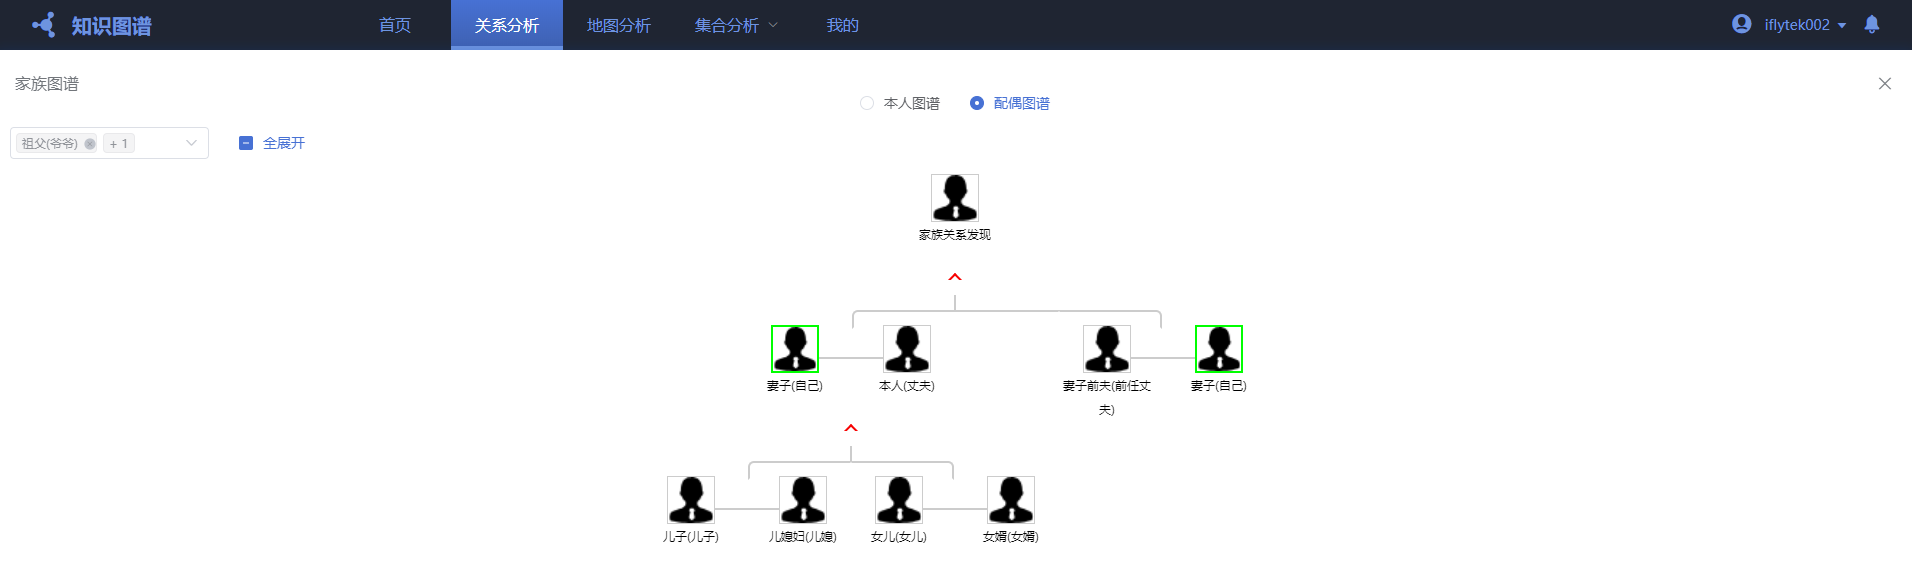 知识图谱
首页
关系分析
地图分析
集合分析
我的
iflytek002
家族图谱
本人图谱
配偶图谱
祖父(爷爷)
+ 1
全展开
家族关系发现
妻子(自己)
本人(丈夫)
妻子前夫(前任丈
夫)
妻子(自己)
儿子(儿子)
儿媳妇(儿媳)
女儿(女儿)
女婿(女婿)